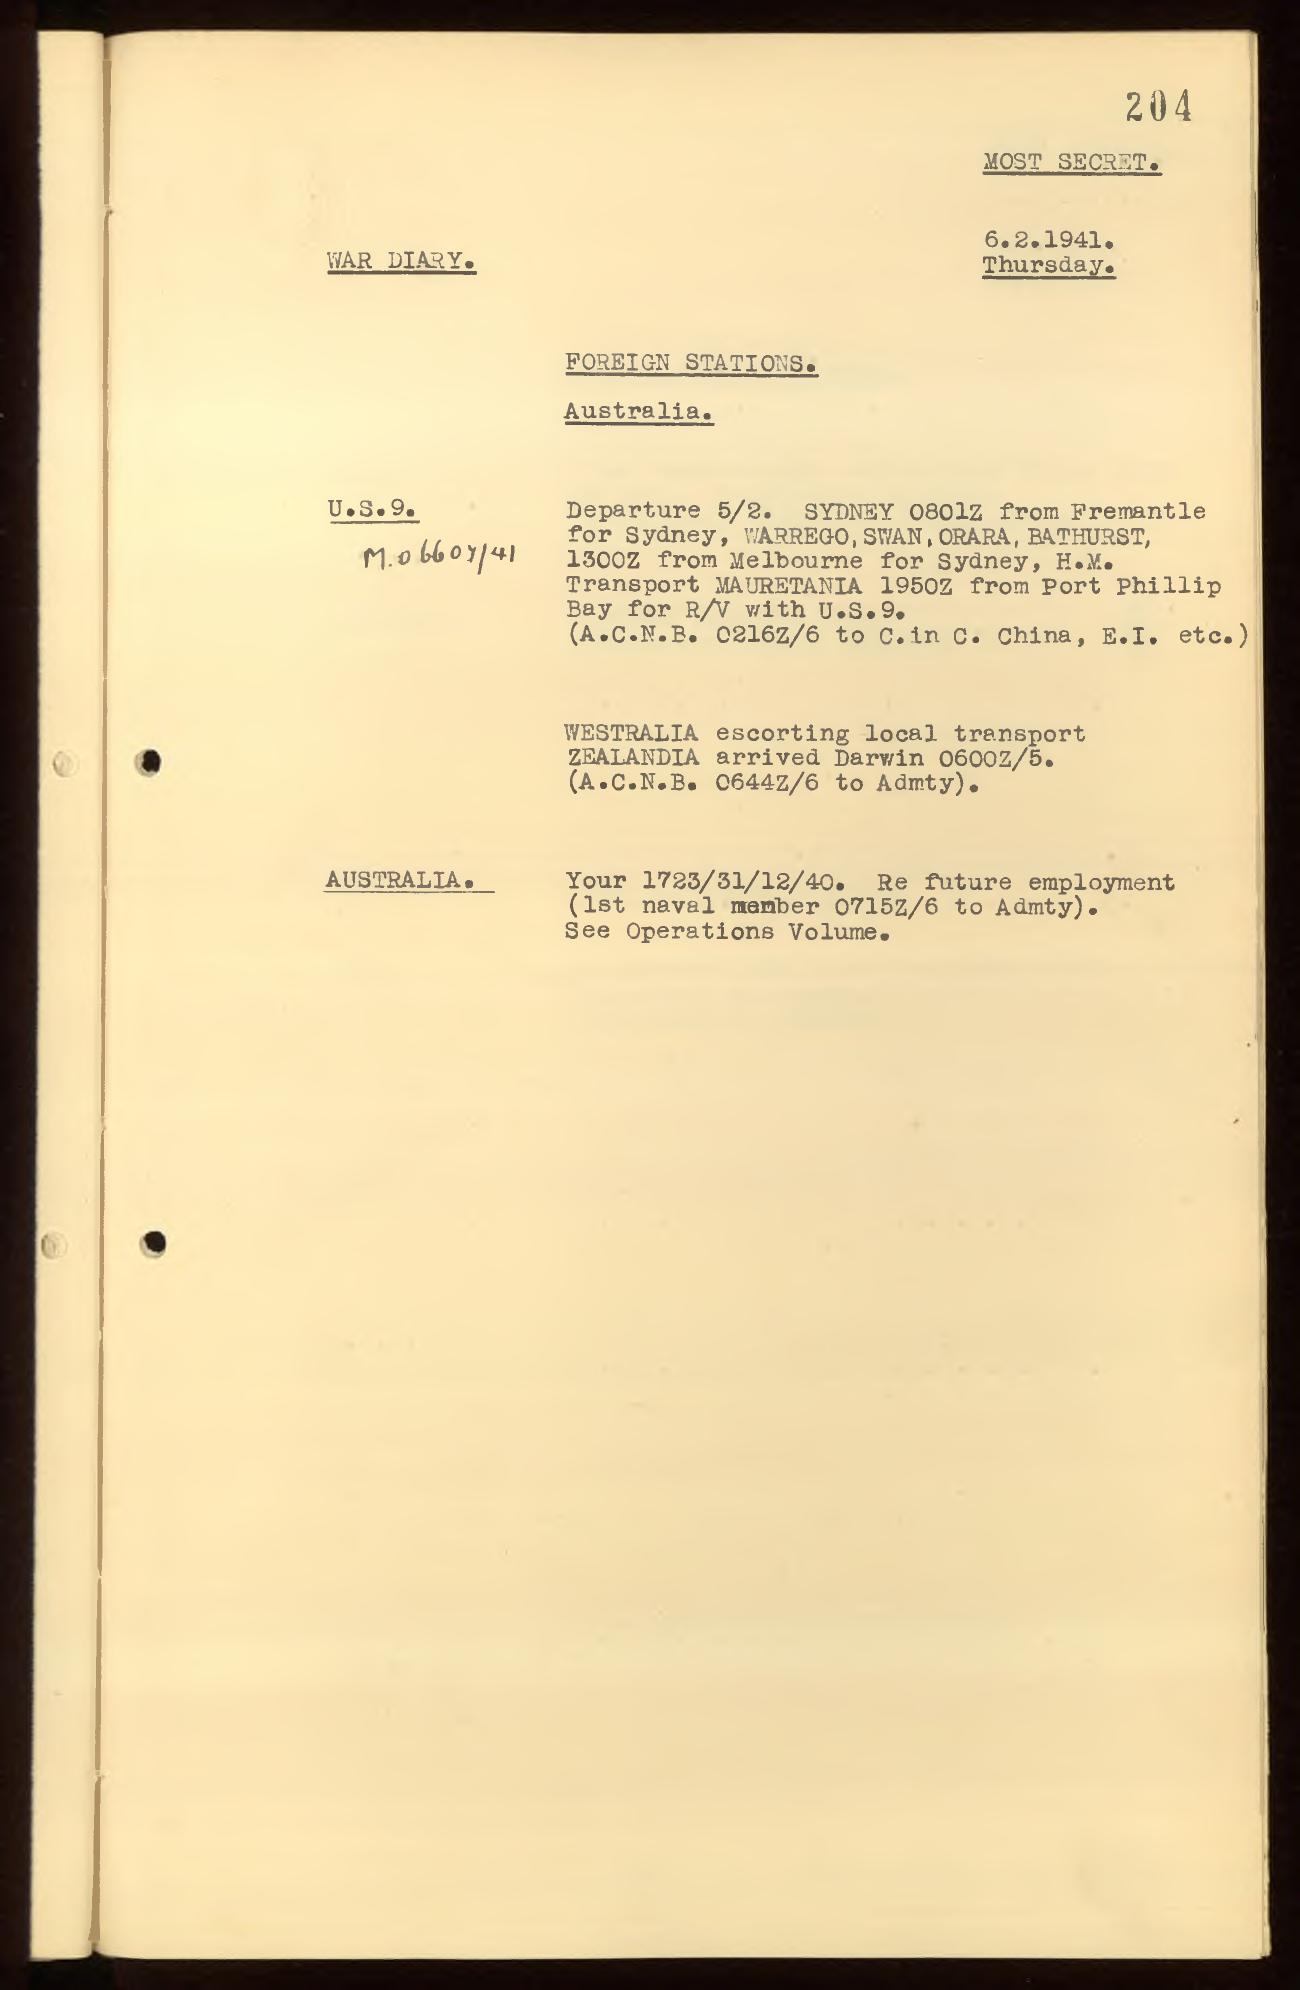 204
MOST SECRET.
6.2.1941.
WAR DIARY.
Thursday.
FOREIGN STATIONS.
Australia.
U.S.9.
M.06607/41
Departure 5/2. SYDNEY 0801Z from Fremantle
for Sydney, WARREGO, SWAN, ORARA, BATHURST,
1300Z from Melbourne for Sydney, H.M.
Transport MAURETANIA 1950Z from Port Phillip
Bay for R/V with U.S.9.
(A.C.N.B. 0216Z/6 to C.in C. China, E.I. etc.)
WESTRALIA escorting local transport
ZEALANDIA arrived Darwin 0600Z/5.
(A.C.N.B. 0644Z/6 to Admty).
AUSTRALIA.
Your 1723/31/12/40. Re future employment
(1st naval member 0715Z/6 to Admty).
See Operations Volume.